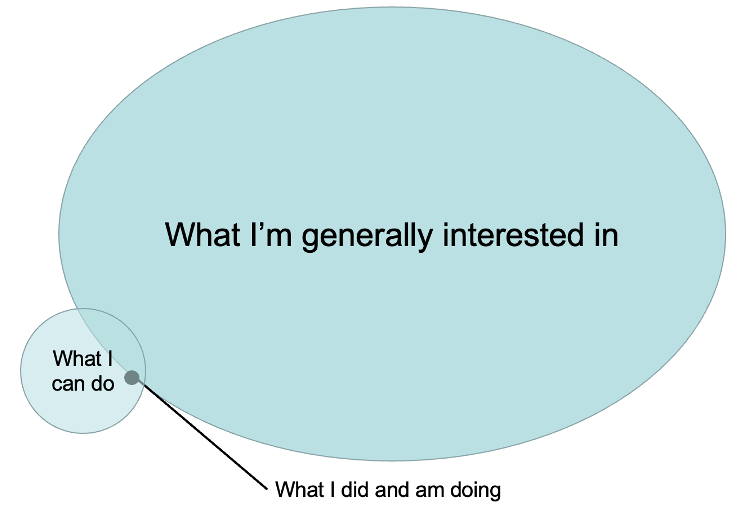 What I’m generally interested in
What I
can do
What I did and am doing